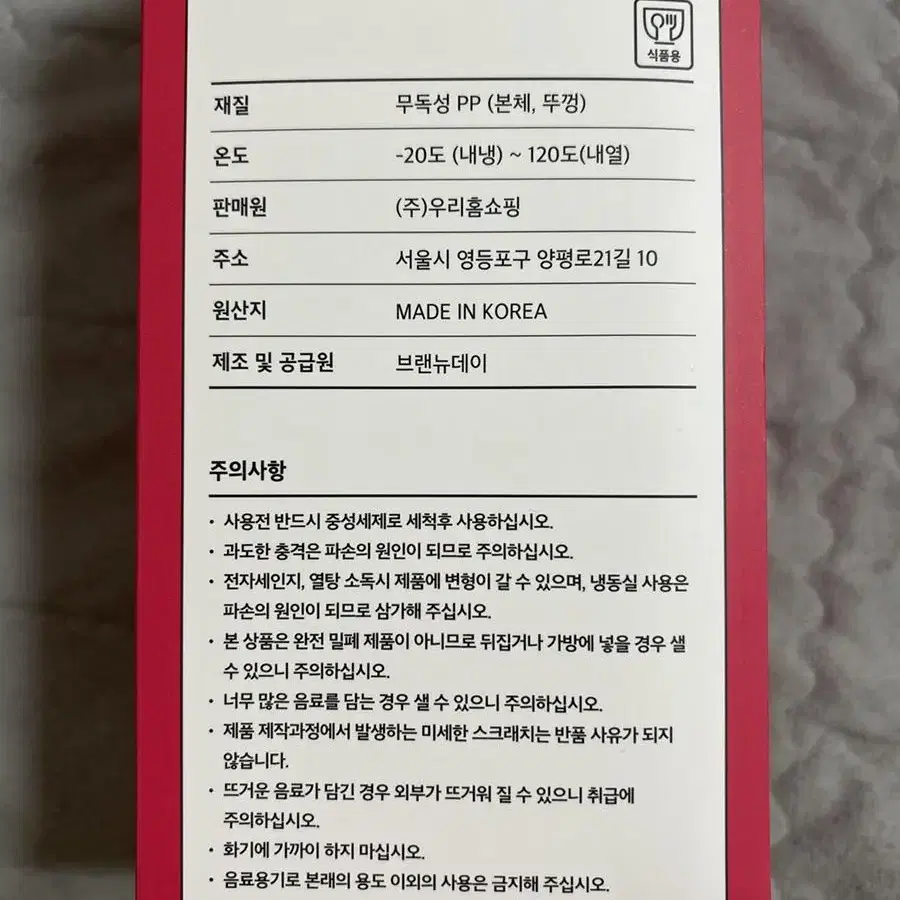 식품용
재질 무독성 PP (본체, 뚜껑)
온도 -20도 (내냉) ~ 120도(내열)
판매원 (주)우리홈쇼핑
주소 서울시 영등포구 양평로21길 10
원산지 MADE IN KOREA
제조 및 공급원 브랜뉴데이
주의사항
• 사용전 반드시 중성세제로 세척후 사용하십시오.
• 과도한 충격은 파손의 원인이 되므로 주의하십시오.
• 전자세인지, 열탕 소독시 제품에 변형이 갈 수 있으며, 냉동실 사용은
파손의 원인이 되므로 삼가해 주십시오.
• 본 상품은 완전 밀폐 제품이 아니므로 뒤집거나 가방에 넣을 경우 샐
수 있으니 주의하십시오.
• 너무 많은 음료를 담는 경우 샐 수 있으니 주의하십시오.
• 제품 제작과정에서 발생하는 미세한 스크래치는 반품 사유가 되지
않습니다.
• 뜨거운 음료가 담긴 경우 외부가 뜨거워 질 수 있으니 취급에
주의하십시오.
• 화기에 가까이 하지 마십시오.
• 음료용기로 본래의 용도 이외의 사용은 금지해 주십시오.